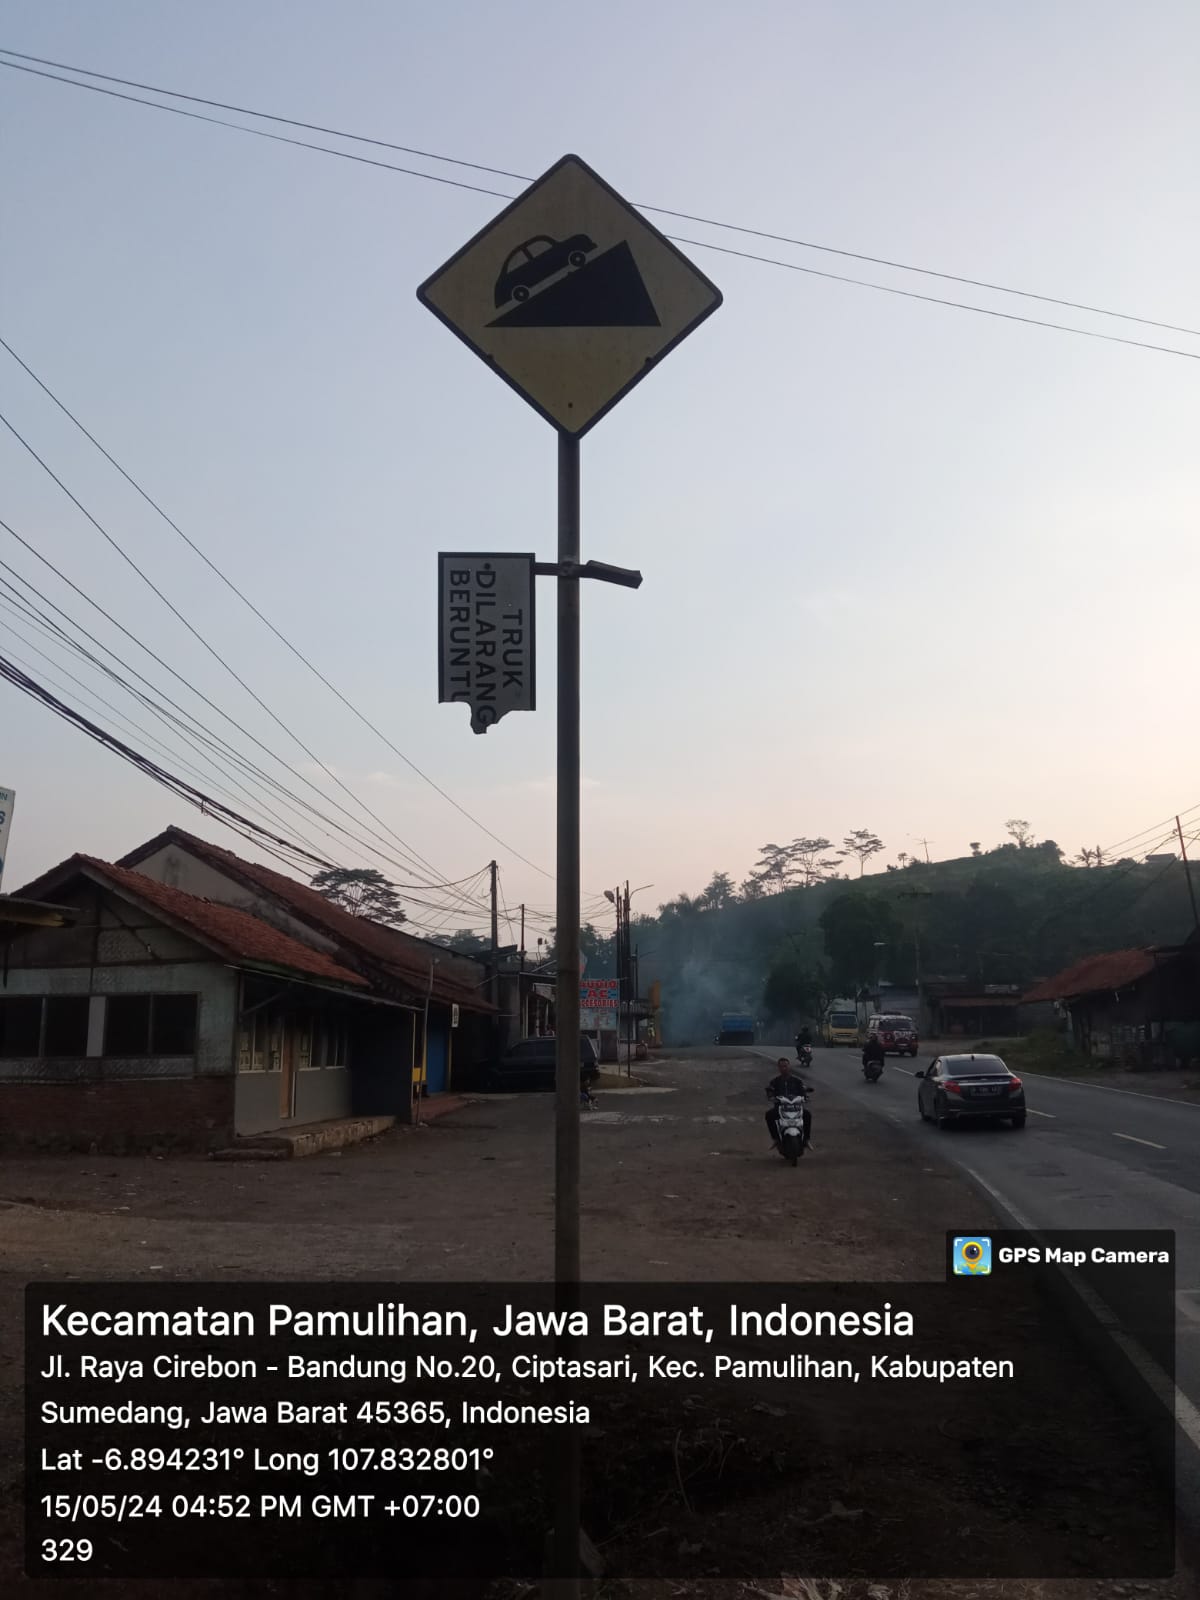 TRUK
DILARANG
BERUNTU
AUDIO
AC
GPS Map Camera
Kecamatan Pamulihan, Jawa Barat, Indonesia
Jl. Raya Cirebon - Bandung No.20, Ciptasari, Kec. Pamulihan, Kabupaten
Sumedang, Jawa Barat 45365, Indonesia
Lat -6.894231° Long 107.832801°
15/05/24 04:52 PM GMT +07:00
329